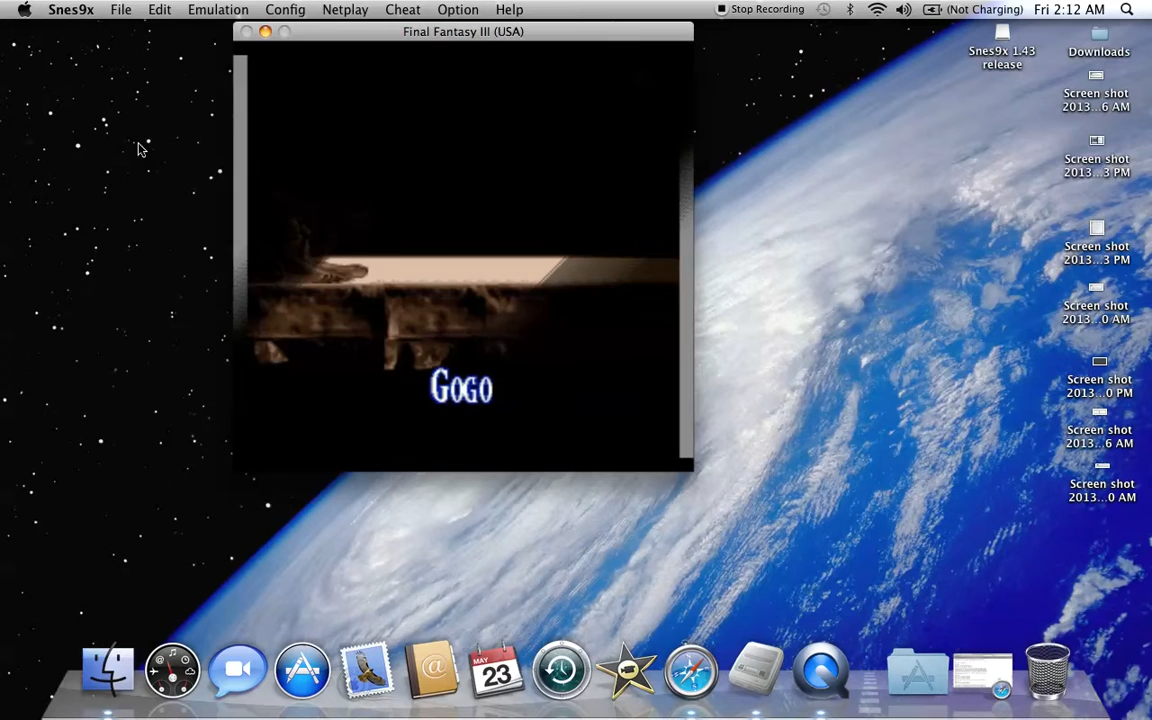 Snes9x File Edit Emulation Config Netplay Cheat Option Help Stop Recording (Not Charging) Fri 2:12 AM
Final Fantasy III (USA)
Snes9x 1.43
release
Downloads
Screen shot
2013...6 AM
Screen shot
2013...3 PM
Screen shot
2013...3 PM
Screen shot
2013...0 AM
Screen shot
2013...0 PM
Screen shot
2013...6 AM
Screen shot
2013...0 AM
Gogo
MAY
23